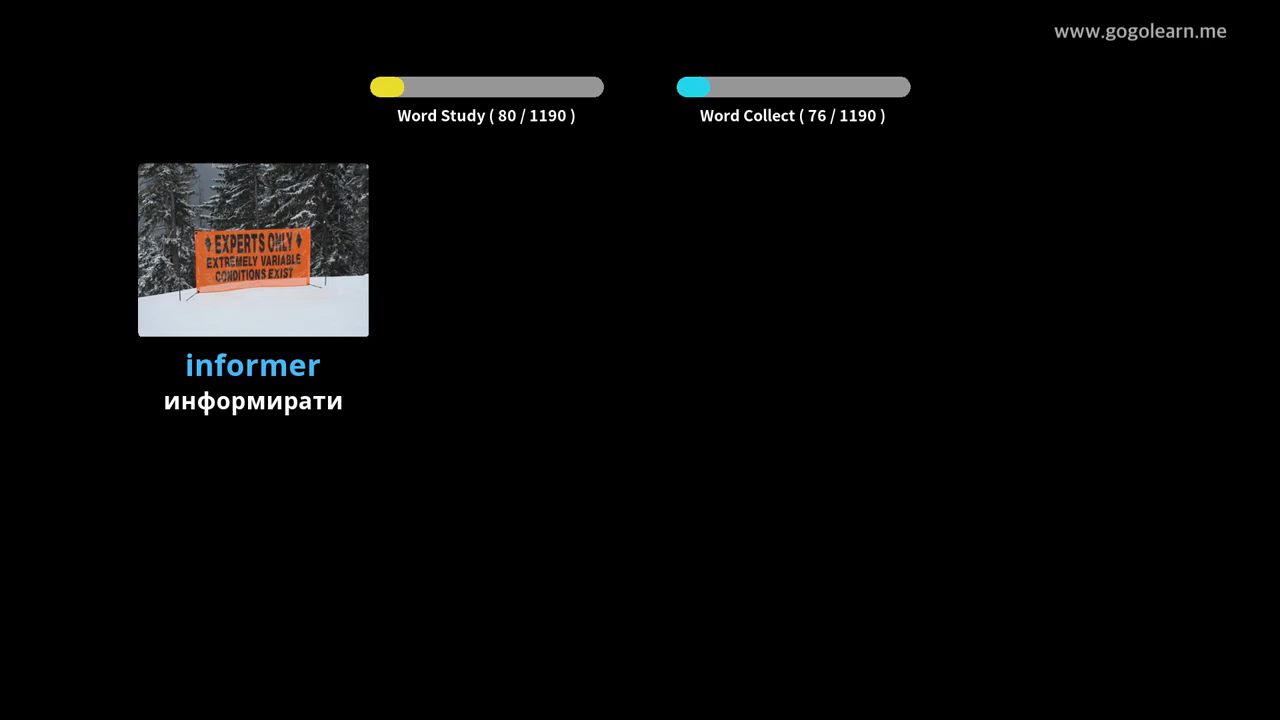 www.gogolearn.me
Word Study ( 80 / 1190 )
Word Collect ( 76 / 1190 )
EXPERTS ONLY
EXTREMELY VARIABLE
CONDITIONS EXIST
informer
информирати